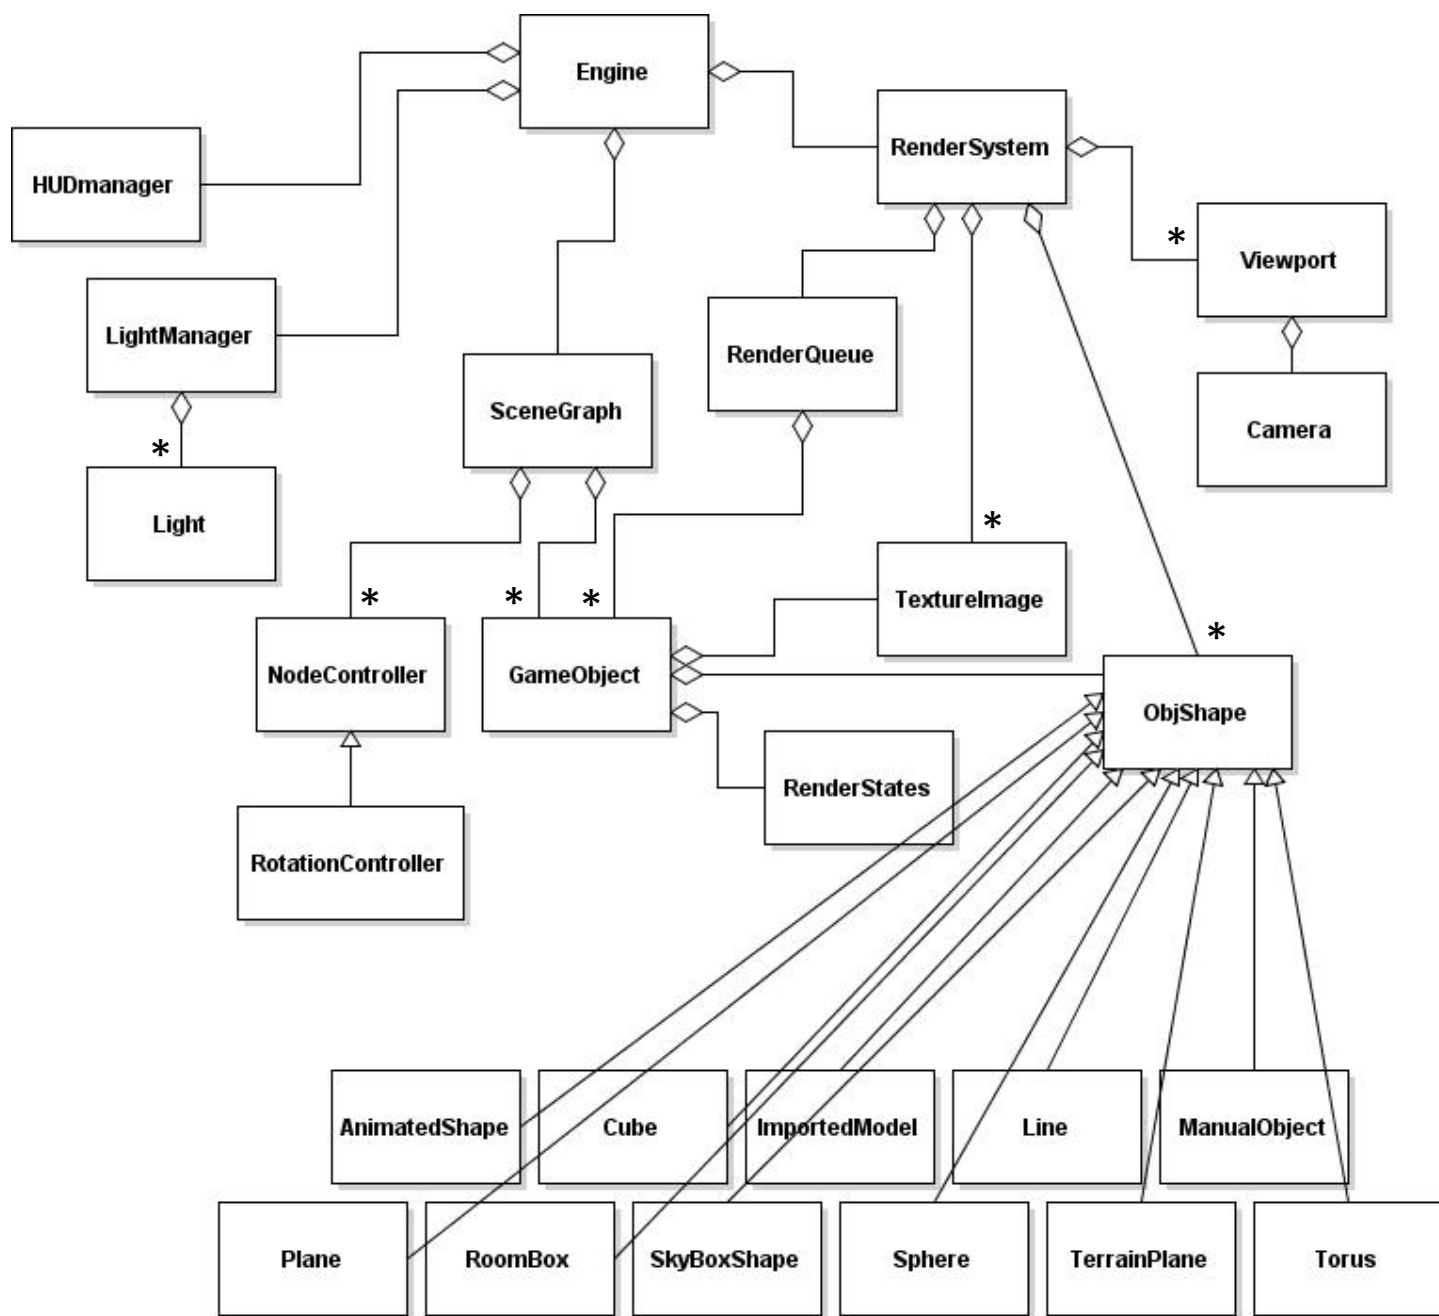 Engine
RenderSystem
HUDmanager
*
Viewport
LightManager
RenderQueue
SceneGraph
Camera
*
Light
*
TextureImage
*
*
*
*
NodeController
GameObject
ObjShape
RenderStates
RotationController
AnimatedShape
Cube
ImportedModel
Line
ManualObject
Plane
RoomBox
SkyBoxShape
Sphere
TerrainPlane
Torus